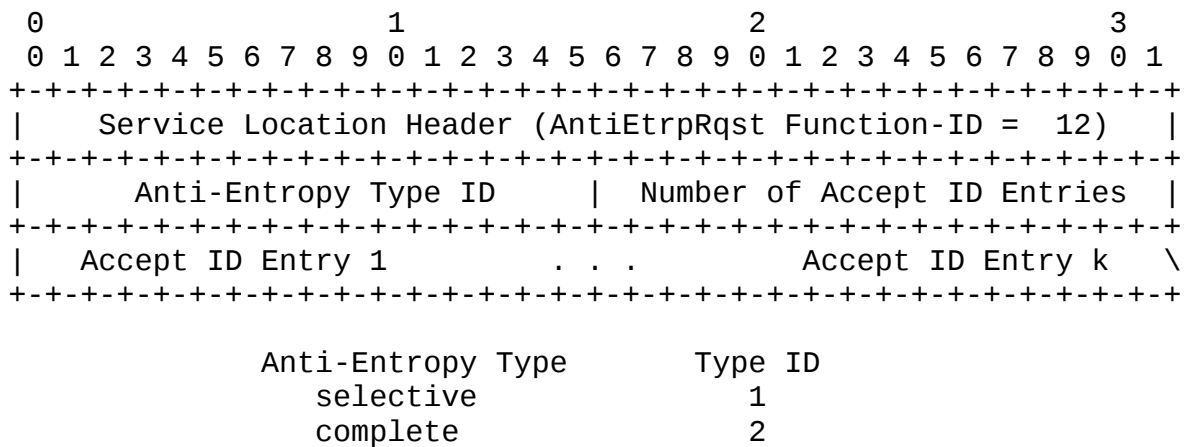 0                   1                   2                   3
 0 1 2 3 4 5 6 7 8 9 0 1 2 3 4 5 6 7 8 9 0 1 2 3 4 5 6 7 8 9 0 1
+-+-+-+-+-+-+-+-+-+-+-+-+-+-+-+-+-+-+-+-+-+-+-+-+-+-+-+-+-+-+-+-+
|     Service Location Header (AntiEtrpRqst Function-ID =  12)   |
+-+-+-+-+-+-+-+-+-+-+-+-+-+-+-+-+-+-+-+-+-+-+-+-+-+-+-+-+-+-+-+-+
|      Anti-Entropy Type ID     |  Number of Accept ID Entries  |
+-+-+-+-+-+-+-+-+-+-+-+-+-+-+-+-+-+-+-+-+-+-+-+-+-+-+-+-+-+-+-+-+
|   Accept ID Entry 1         . . .         Accept ID Entry k   \
+-+-+-+-+-+-+-+-+-+-+-+-+-+-+-+-+-+-+-+-+-+-+-+-+-+-+-+-+-+-+-+-+
Anti-Entropy Type       Type ID
selective               1
complete                2